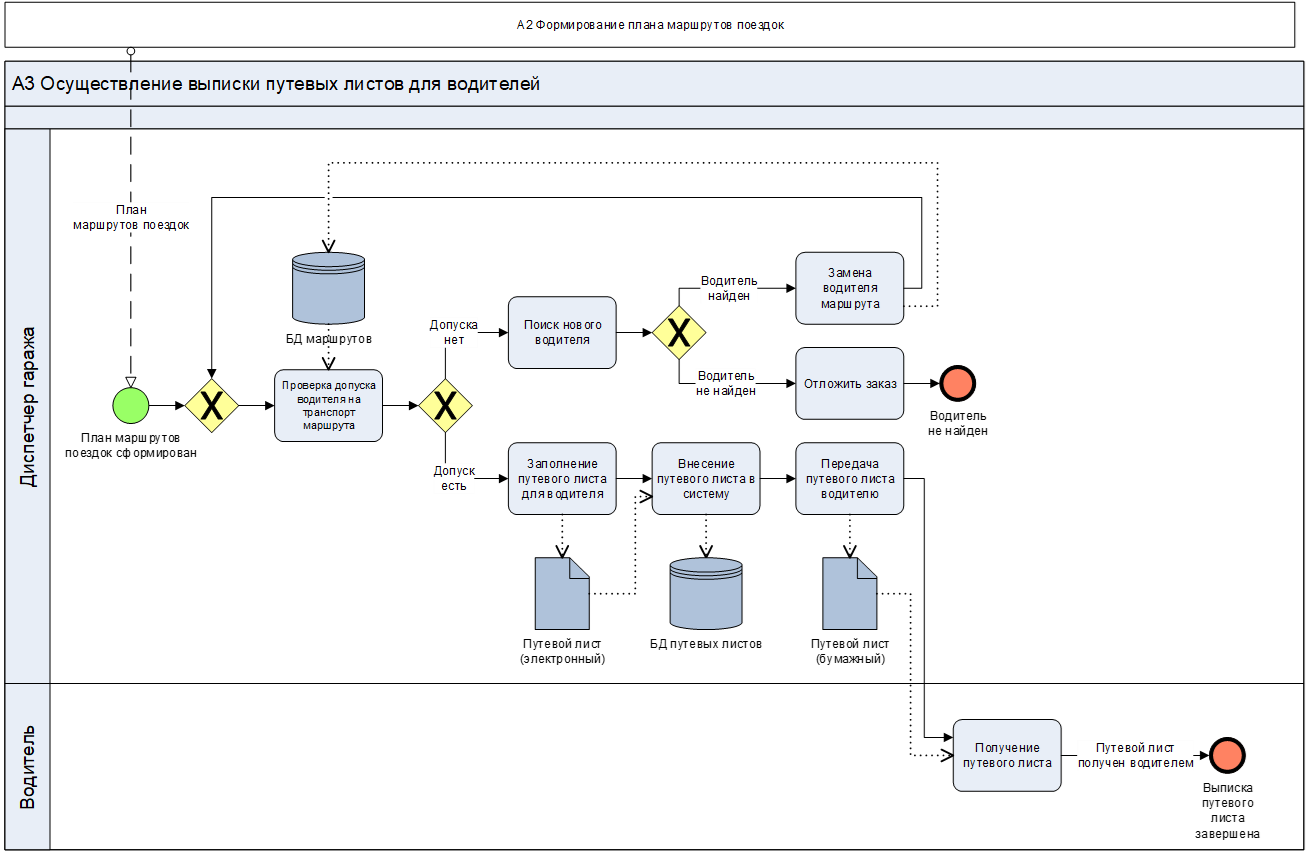 А2 Формирование плана маршрутов поездок
А3 Осуществление выписки путевых листов для водителей
Диспетчер гаража
План
маршрутов поездок
План маршрутов
поездок сформирован
БД маршрутов
Проверка допуска
водителя на
транспорт
маршрута
Допуска
нет
Поиск нового
водителя
Водитель
найден
Замена
водителя
маршрута
Водитель
не найден
Отложить заказ
Водитель
не найден
Допуск
есть
Заполнение
путевого листа
для водителя
Внесение
путевого листа в
систему
Передача
путевого листа
водителю
Путевой лист
(электронный)
БД путевых листов
Путевой лист
(бумажный)
Водитель
Получение
путевого листа
Путевой лист
получен водителем
Выписка
путевого
листа
завершена